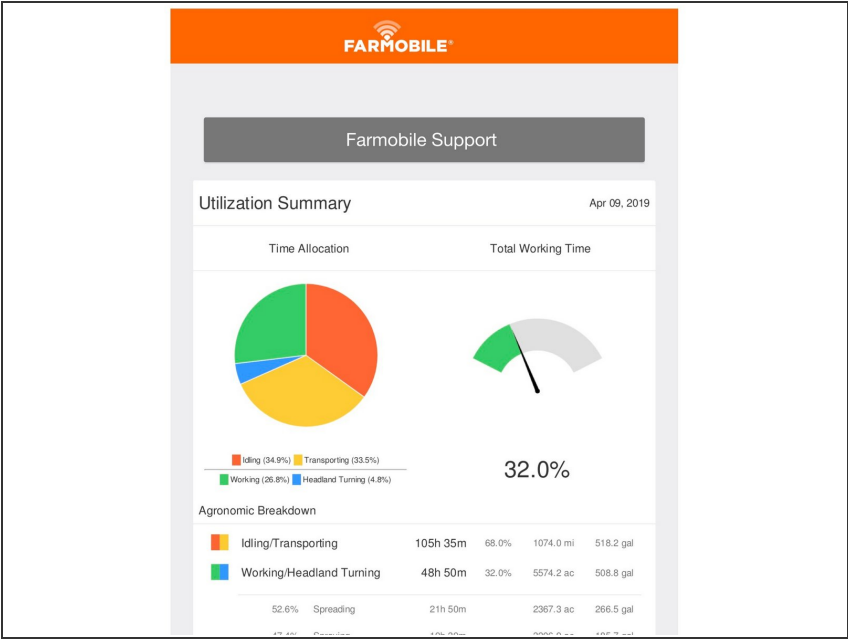 FARMOBILE®
Farmobile Support
Utilization Summary Apr 09, 2019
Time Allocation Total Working Time
Idling (34.9%) Transporting (33.5%)
Working (26.8%) Headland Turning (4.8%)
32.0%
Agronomic Breakdown
Idling/Transporting 105h 35m 68.0% 1074.0 mi 518.2 gal
Working/Headland Turning 48h 50m 32.0% 5574.2 ac 508.8 gal
52.6% Spreading 21h 50m 2367.3 ac 266.5 gal